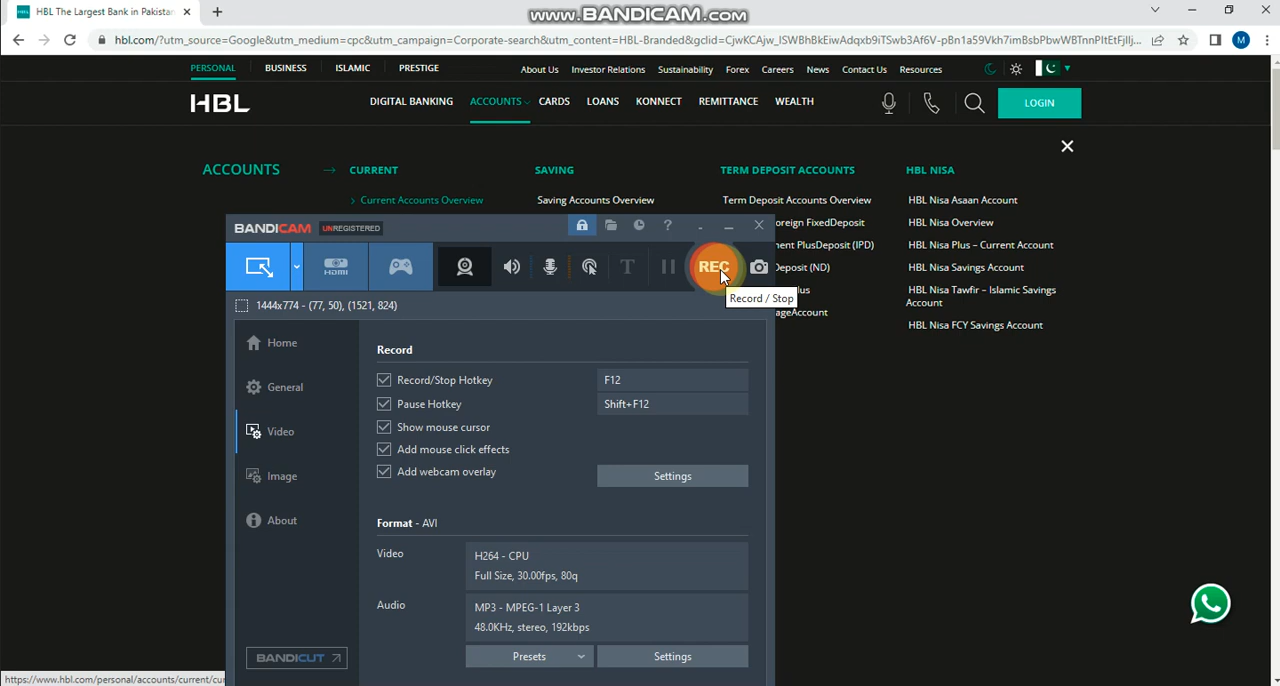 HBL The Largest Bank in Pakistan
www.BANDICAM.com
hbl.com/?utm_source=Google&utm_medium=cpc&utm_campaign=Corporate-search&utm_content=HBL-Branded&gclid=CjwKCAjw_ISWBhBkEiwAdqxb9iTSwb3Af6V-pBn1a59Vkh7imBsbPbwWBTnnPItEtFjIlj...
M
PERSONAL BUSINESS ISLAMIC PRESTIGE About Us Investor Relations Sustainability Forex Careers News Contact Us Resources
HBL DIGITAL BANKING ACCOUNTS CARDS LOANS KONNECT REMITTANCE WEALTH LOGIN
ACCOUNTS CURRENT SAVING TERM DEPOSIT ACCOUNTS HBL NISA
Current Accounts Overview Saving Accounts Overview Term Deposit Accounts Overview HBL Nisa Asaan Account
oreign FixedDeposit HBL Nisa Overview
BANDICAM UNREGISTERED ?
nent PlusDeposit (IPD) HBL Nisa Plus – Current Account
HDMI T REC Deposit (ND) HBL Nisa Savings Account
lus HBL Nisa Tawfir – Islamic Savings
Account
Record / Stop
1444x774 - (77, 50), (1521, 824) ageAccount
HBL Nisa FCY Savings Account
Home
General
Video
Image
About
BANDICUT
Record
Record/Stop Hotkey F12
Pause Hotkey Shift+F12
Show mouse cursor
Add mouse click effects
Add webcam overlay Settings
Format - AVI
Video H264 - CPU
Full Size, 30.00fps, 80q
Audio MP3 - MPEG-1 Layer 3
48.0KHz, stereo, 192kbps
Presets Settings
https://www.hbl.com/personal/accounts/current/cur